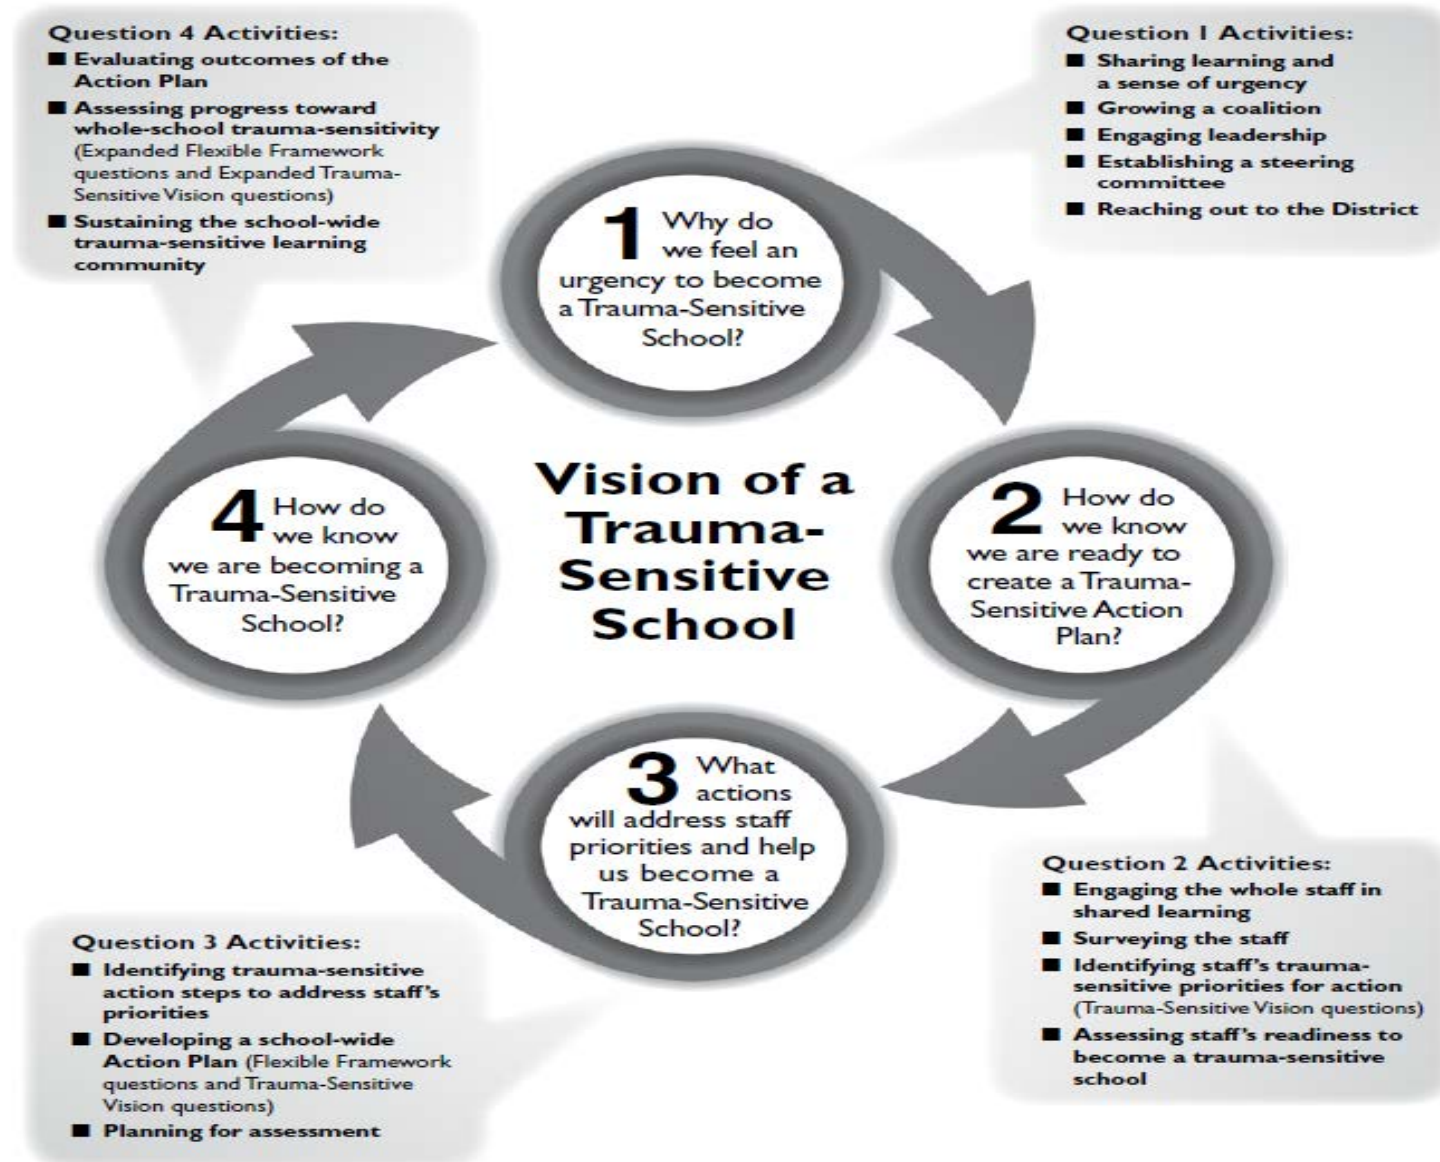 Question 4 Activities:
■ Evaluating outcomes of the
Action Plan
■ Assessing progress toward
whole-school trauma-sensitivity
(Expanded Flexible Framework
questions and Expanded Trauma-
Sensitive Vision questions)
■ Sustaining the school-wide
trauma-sensitive learning
community
Question 1 Activities:
■ Sharing learning and
a sense of urgency
■ Growing a coalition
■ Engaging leadership
■ Establishing a steering
committee
■ Reaching out to the District
1 Why do
we feel an
urgency to become
a Trauma-Sensitive
School?
4 How do
we know
we are becoming a
Trauma-Sensitive
School?
Vision of a
Trauma-
Sensitive
School
2 How do
we know
we are ready to
create a Trauma-
Sensitive Action
Plan?
3 What
actions
will address staff
priorities and help
us become a
Trauma-Sensitive
School?
Question 3 Activities:
■ Identifying trauma-sensitive
action steps to address staff's
priorities
■ Developing a school-wide
Action Plan (Flexible Framework
questions and Trauma-Sensitive
Vision questions)
■ Planning for assessment
Question 2 Activities:
■ Engaging the whole staff in
shared learning
■ Surveying the staff
■ Identifying staff's trauma-
sensitive priorities for action
(Trauma-Sensitive Vision questions)
■ Assessing staff's readiness to
become a trauma-sensitive
school